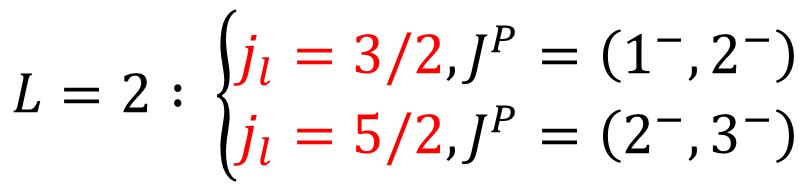 L = 2 : { j_l = 3/2, J^P = (1^−, 2^−)
j_l = 5/2, J^P = (2^−, 3^−)